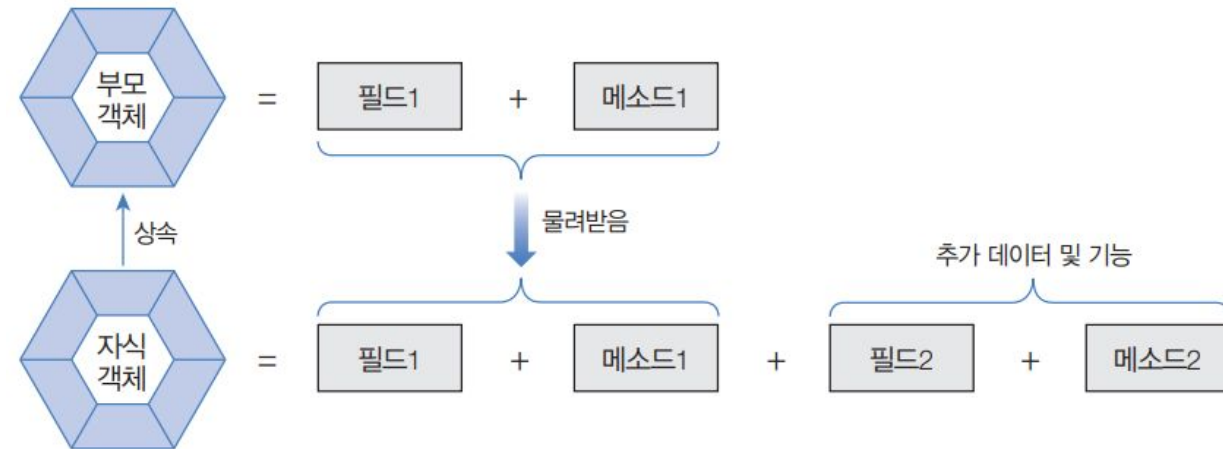 부모
객체
= 필드1 + 메소드1
상속
물려받음
추가 데이터 및 기능
자식
객체
= 필드1 + 메소드1 + 필드2 + 메소드2